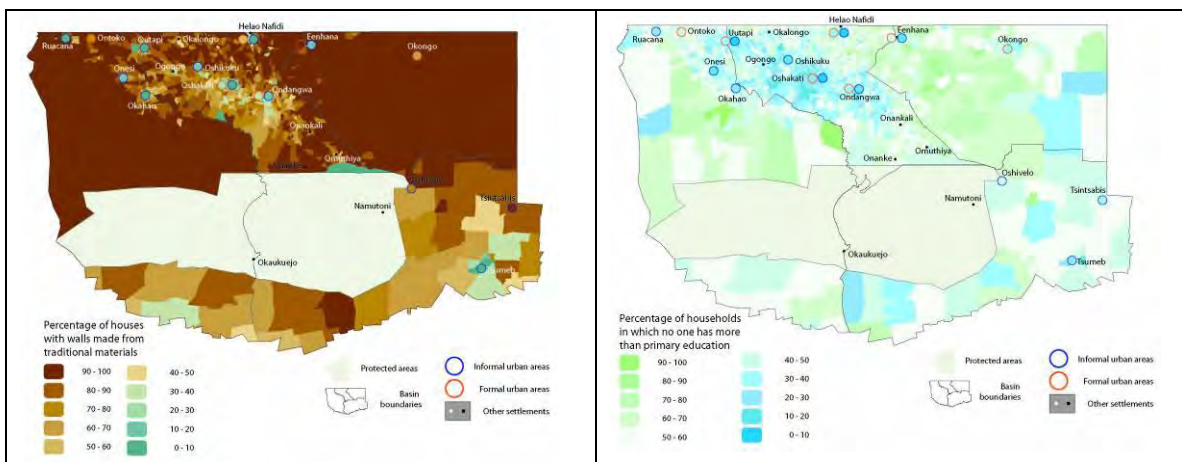 Helao Nafidi
Ruacana
Ontoko
Outapi
Okalongo
Eenhana
Okongo
Onesi
Ogongo
Oshikuku
Oshakati
Okahao
Ondangwa
Onankali
Omuthiya
Tsintsabis
Namutoni
Okaukuejo
Tsumeb
Percentage of houses
with walls made from
traditional materials
90 - 100
80 - 90
70 - 80
60 - 70
50 - 60
40 - 50
30 - 40
20 - 30
10 - 20
0 - 10
Protected areas
Basin
boundaries
Informal urban areas
Formal urban areas
Other settlements
Helao Nafidi
Ruacana
Ontoko
Uutapi
Okalongo
Eenhana
Okongo
Onesi
Ogongo
Oshikuku
Oshakati
Okahao
Ondangwa
Onankali
Omuthiya
Onanke
Oshivelo
Tsintsabis
Namutoni
Okaukuejo
Tsumeb
Percentage of households
in which no one has more
than primary education
90 - 100
80 - 90
70 - 80
60 - 70
50 - 60
40 - 50
30 - 40
20 - 30
10 - 20
0 - 10
Protected areas
Basin
boundaries
Informal urban areas
Formal urban areas
Other settlements